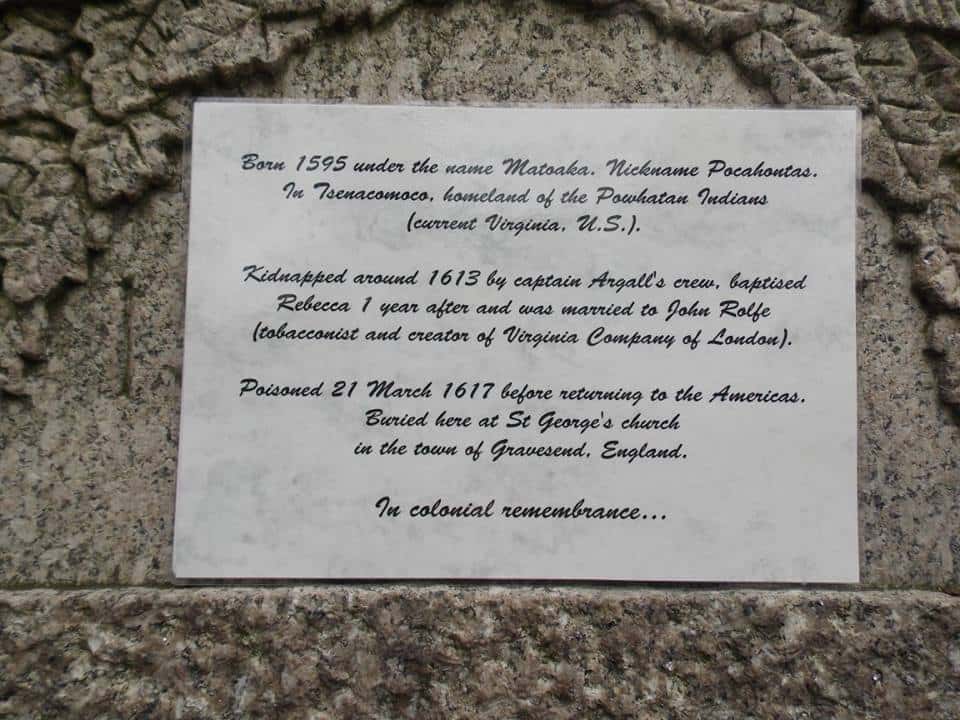 Born 1595 under the name Matoaka. Nickname Pocahontas.
In Tsenacomoco, homeland of the Powhatan Indians
(current Virginia, U.S.).
Kidnapped around 1613 by captain Argall's crew, baptised
Rebecca 1 year after and was married to John Rolfe
(tobacconist and creator of Virginia Company of London).
Poisoned 21 March 1617 before returning to the Americas.
Buried here at St George's church
in the town of Gravesend, England.
In colonial remembrance...